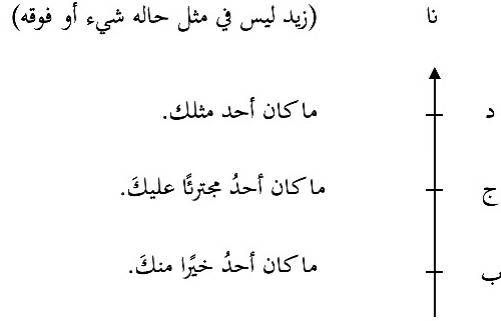 نا (زيد ليس في مثل حاله شيء أو فوقه)
د ما كان أحد مثلك.
ج ما كان أحدُ مجترئًا عليكَ.
ب ما كان أحدُ خيرًا منكَ.